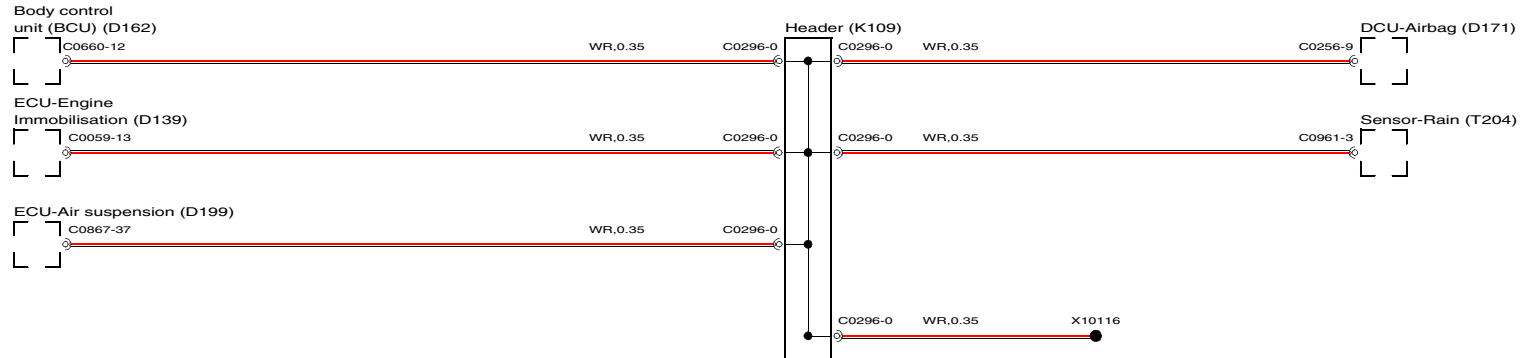 Body control
unit (BCU) (D162)
Header (K109)
DCU-Airbag (D171)
C0660-12 WR,0.35 C0296-0 C0296-0 WR,0.35 C0256-9
ECU-Engine
Immobilisation (D139)
Sensor-Rain (T204)
C0059-13 WR,0.35 C0296-0 C0296-0 WR,0.35 C0961-3
ECU-Air suspension (D199)
C0867-37 WR,0.35 C0296-0
C0296-0 WR,0.35 X10116